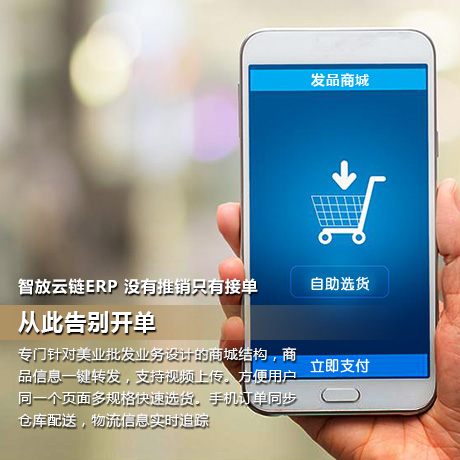 发品商城
自助选货
智放云链ERP 没有推销只有接单
从此告别开单
专门针对美业批发业务设计的商城结构，商
品信息一键转发，支持视频上传。方便用户
同一个页面多规格快速选货。手机订单同步
仓库配送，物流信息实时追踪
立即支付